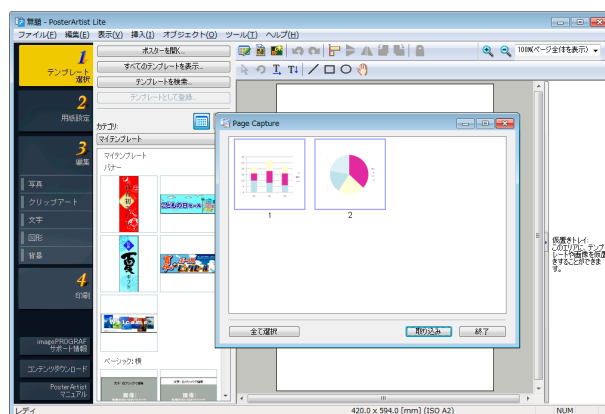 無題 - PosterArtist Lite
ファイル(F) 編集(E) 表示(V) 挿入(I) オブジェクト(O) ツール(T) ヘルプ(H)
1
テンプレート
選択
2
用紙設定
3
編集
写真
クリップアート
文字
図形
背景
4
印刷
imagePROGRAF
サポート情報
コンテンツダウンロード
PosterArtist
マニュアル
ポスターを開く...
すべてのテンプレートを表示...
テンプレートを検索...
テンプレートとして登録...
カテゴリ:
マイテンプレート
マイテンプレート
バナー
初
こどもの日セール
夏
Welcome
ベーシック:横
100%(ページ全体を表示)
Page Capture
1
2
全て選択
取り込み
終了
仮置きトレイ:
このエリアに、テンプ
レートや画像を仮置
きすることができま
す。
レディ
420.0 x 594.0 [mm] (ISO A2)
NUM